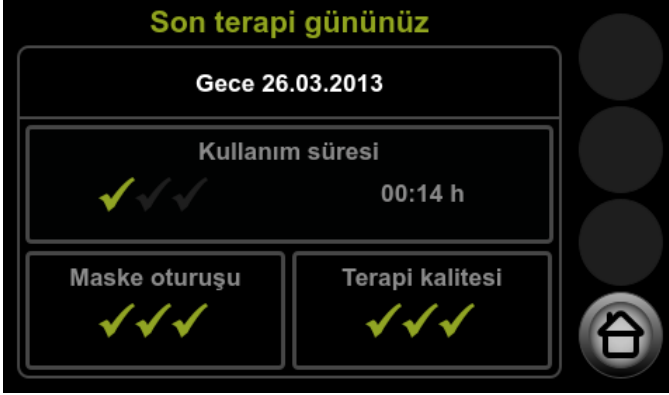 Son terapi gününüz
Gece 26.03.2013
Kullanım süresi
00:14 h
Maske oturuşu
Terapi kalitesi